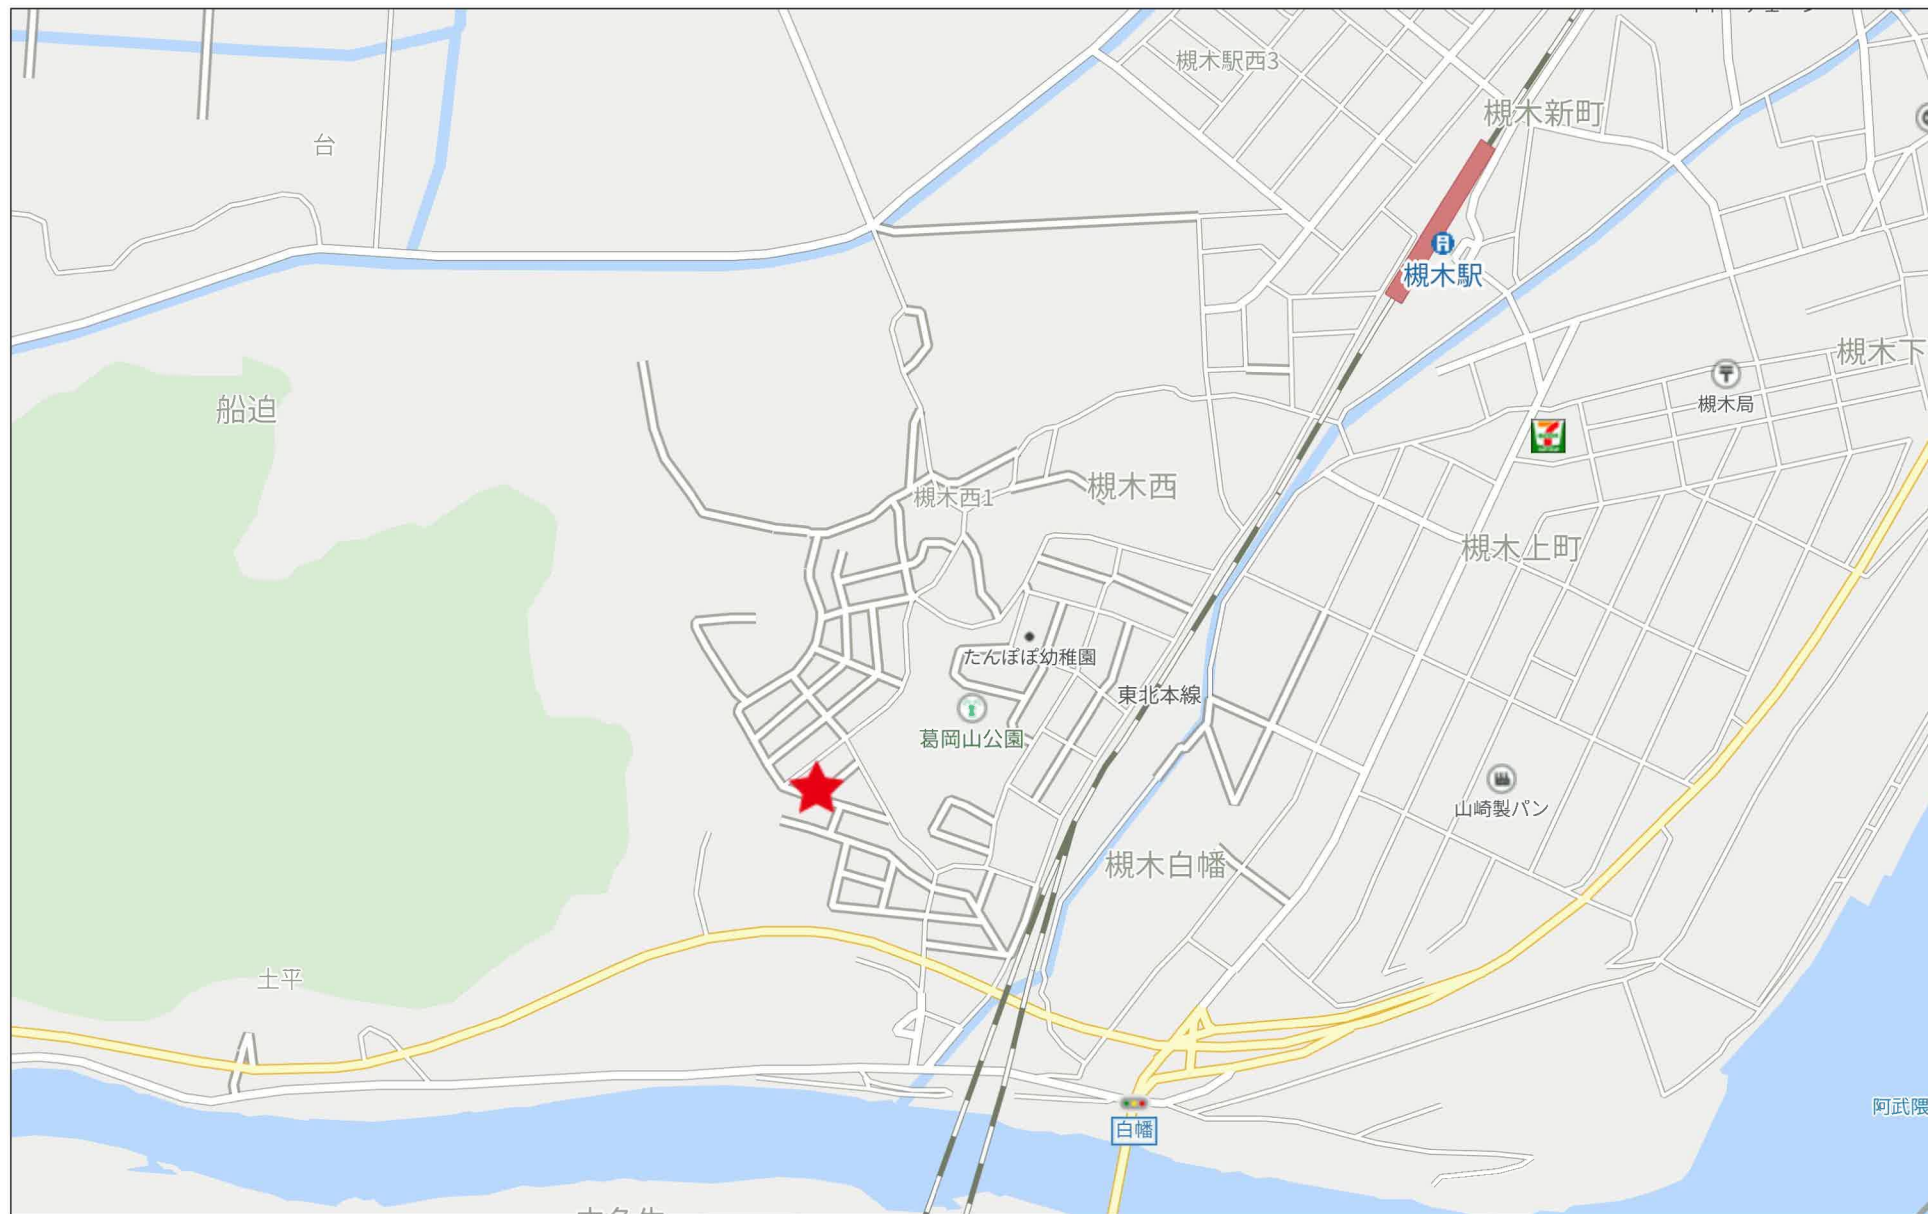 槻木駅西3
槻木新町
台
槻木駅
槻木下
槻木局
船迫
槻木西
槻木西1
槻木上町
たんぽぽ幼稚園
東北本線
葛岡山公園
山崎製パン
槻木白幡
土平
阿武隈
白幡